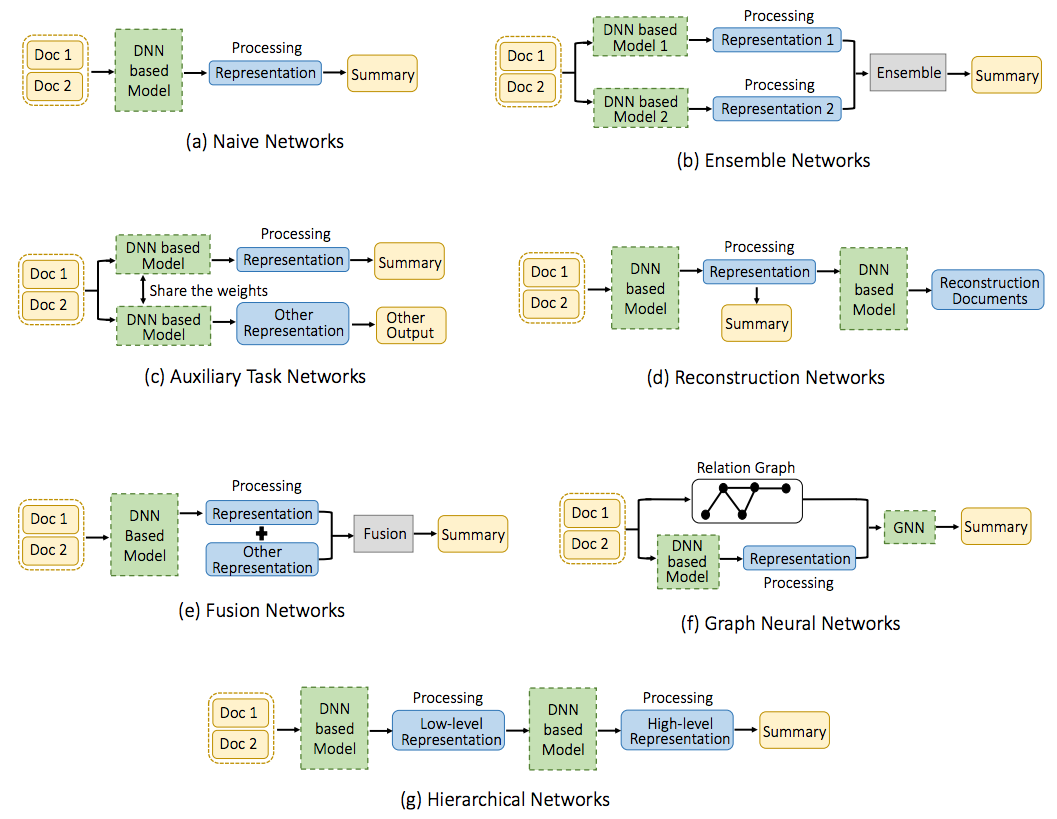 Doc 1
Doc 2
DNN
based
Model
Processing
Representation
Summary
(a) Naive Networks
Doc 1
Doc 2
DNN based
Model 1
Processing
Representation 1
DNN based
Model 2
Processing
Representation 2
Ensemble
Summary
(b) Ensemble Networks
Doc 1
Doc 2
DNN based
Model
Processing
Representation
Summary
Share the weights
DNN based
Model
Other
Representation
Other
Output
(c) Auxiliary Task Networks
Doc 1
Doc 2
DNN
based
Model
Processing
Representation
Summary
DNN
based
Model
Reconstruction
Documents
(d) Reconstruction Networks
Doc 1
Doc 2
DNN
Based
Model
Processing
Representation
Other
Representation
Fusion
Summary
(e) Fusion Networks
Relation Graph
Doc 1
Doc 2
DNN
based
Model
Representation
Processing
GNN
Summary
(f) Graph Neural Networks
Doc 1
Doc 2
DNN
based
Model
Processing
Low-level
Representation
DNN
based
Model
Processing
High-level
Representation
Summary
(g) Hierarchical Networks